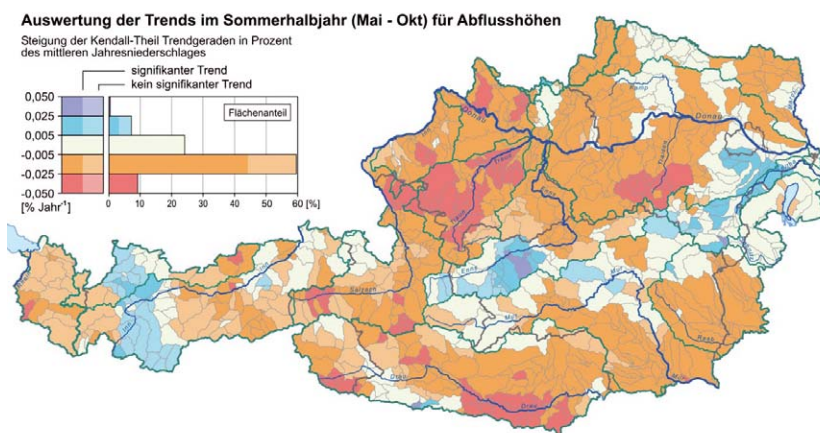 Auswertung der Trends im Sommerhalbjahr (Mai - Okt) für Abflusshöhen
Steigung der Kendall-Theil Trendgeraden in Prozent
des mittleren Jahresniederschlages
signifikanter Trend
kein signifikanter Trend
Flächenanteil
0,050
0,025
0,005
-0,005
-0,025
-0,050
[% Jahr⁻¹]
0 10 20 30 40 50 60 [%]
Donau
Kamp
Donau
Traun
Enns
Traisen
Enns
Salzach
Inn
Mur
Mur
Raab
Drau
Drau